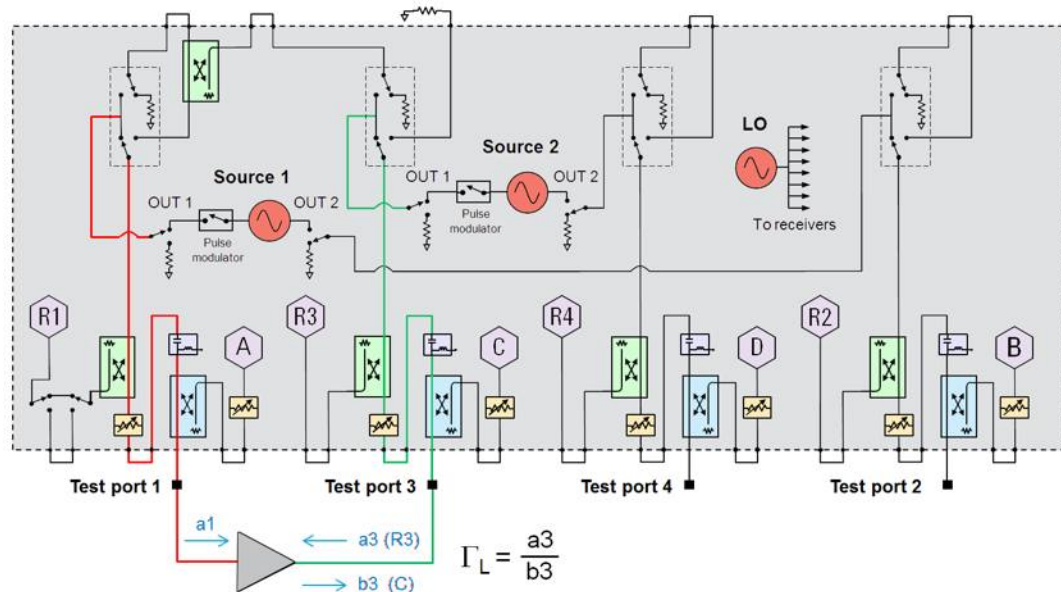 Source 1
OUT 1
OUT 2
Pulse
modulator
Source 2
OUT 1
OUT 2
Pulse
modulator
LO
To receivers
R1
A
R3
C
R4
D
R2
B
Test port 1
Test port 3
Test port 4
Test port 2
a1
a3 (R3)
b3 (C)
ΓL = a3
b3